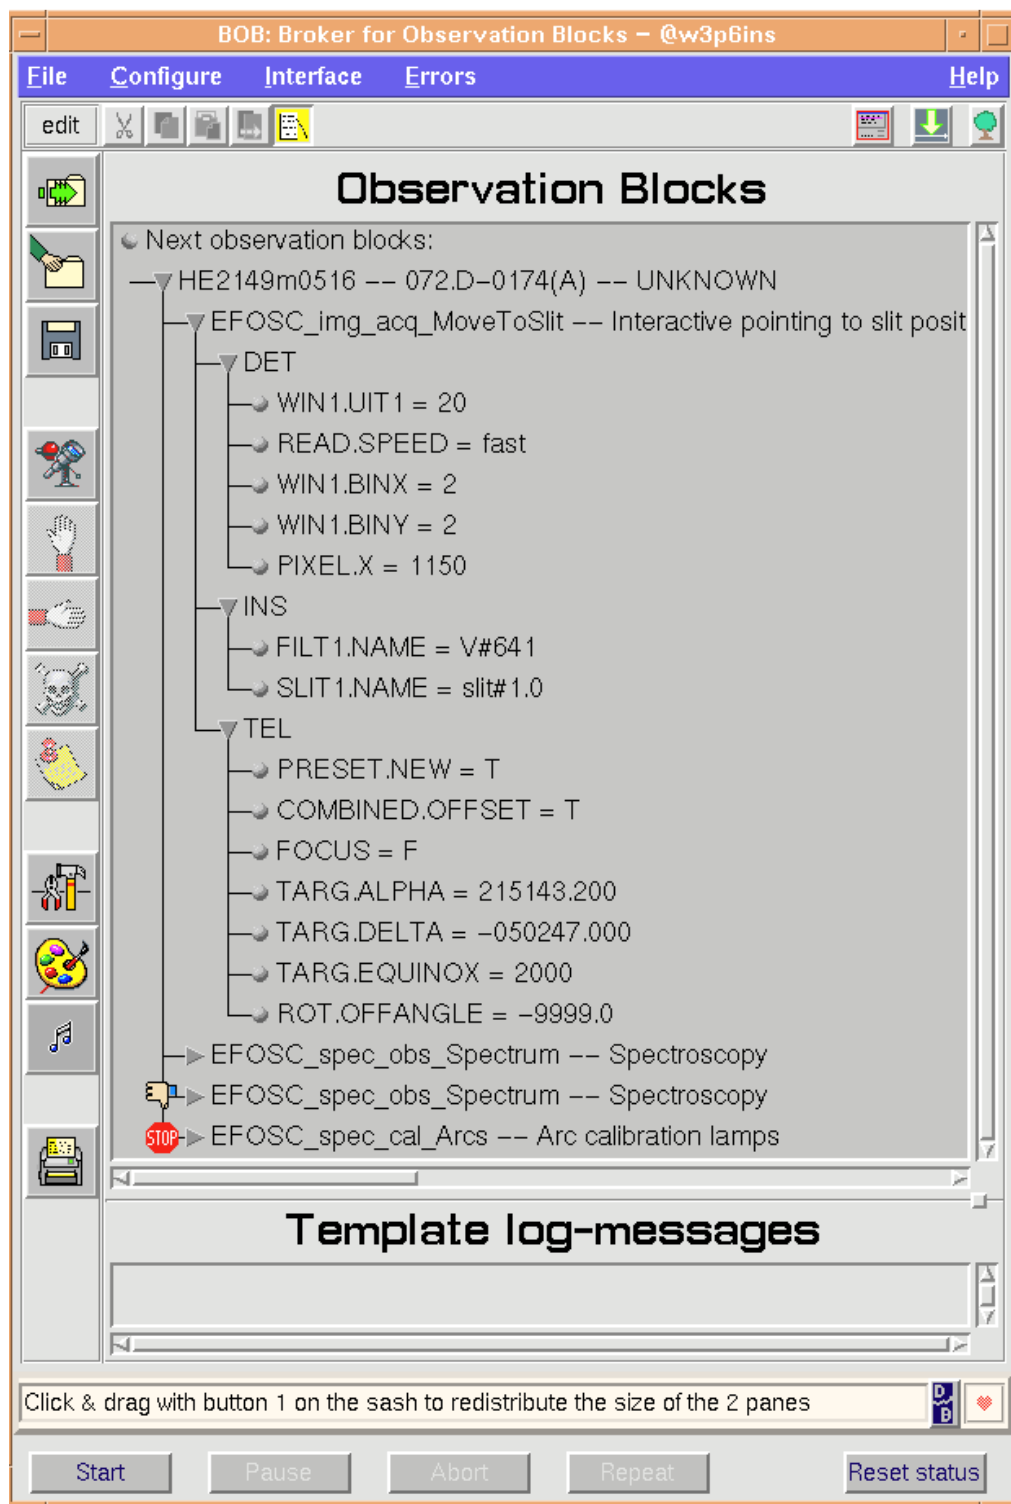 BOB: Broker for Observation Blocks – @w3p6ins
File Configure Interface Errors Help
edit
Observation Blocks
Next observation blocks:
HE2149m0516 -- 072.D-0174(A) -- UNKNOWN
EFOSC_img_acq_MoveToSlit -- Interactive pointing to slit posit
DET
WIN1.UIT1 = 20
READ.SPEED = fast
WIN1.BINX = 2
WIN1.BINY = 2
PIXEL.X = 1150
INS
FILT1.NAME = V#641
SLIT1.NAME = slit#1.0
TEL
PRESET.NEW = T
COMBINED.OFFSET = T
FOCUS = F
TARG.ALPHA = 215143.200
TARG.DELTA = -050247.000
TARG.EQUINOX = 2000
ROT.OFFANGLE = -9999.0
EFOSC_spec_obs_Spectrum -- Spectroscopy
EFOSC_spec_obs_Spectrum -- Spectroscopy
STOP EFOSC_spec_cal_Arcs -- Arc calibration lamps
Template log-messages
Click & drag with button 1 on the sash to redistribute the size of the 2 panes
Start Pause Abort Repeat Reset status